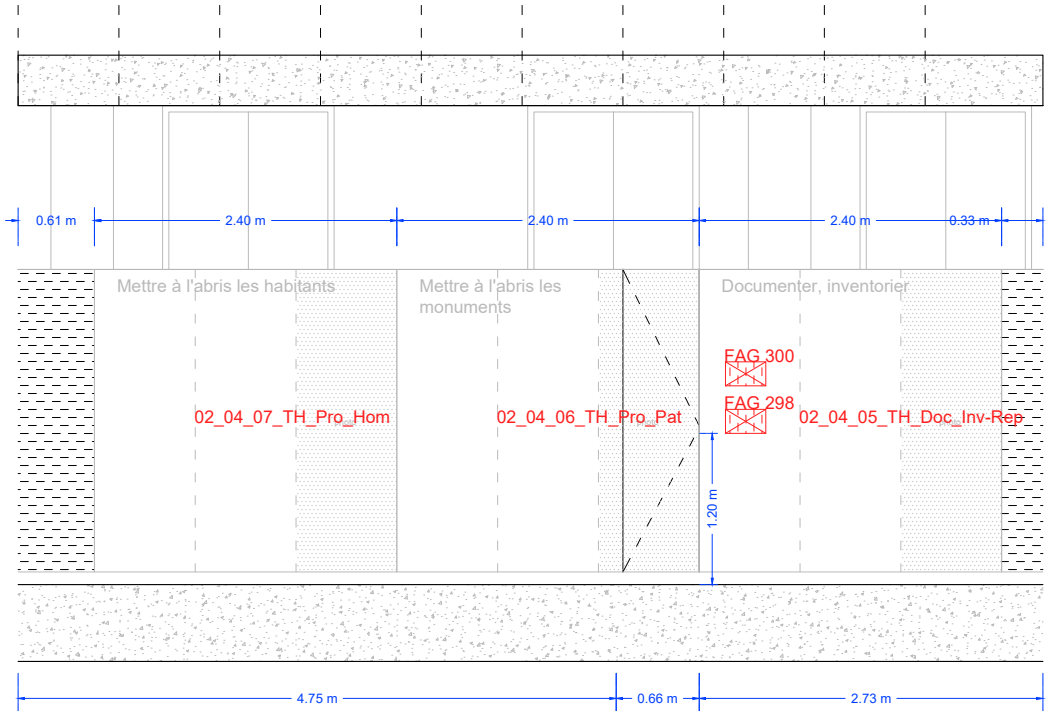 0.61 m
2.40 m
2.40 m
2.40 m
0.33 m
Mettre à l'abris les habitants
Mettre à l'abris les
monuments
Documenter, inventorier
FAG 300
FAG 298
02_04_07_TH_Pro_Hom
02_04_06_TH_Pro_Pat
02_04_05_TH_Doc_Inv-Rep
1.20 m
4.75 m
0.66 m
2.73 m